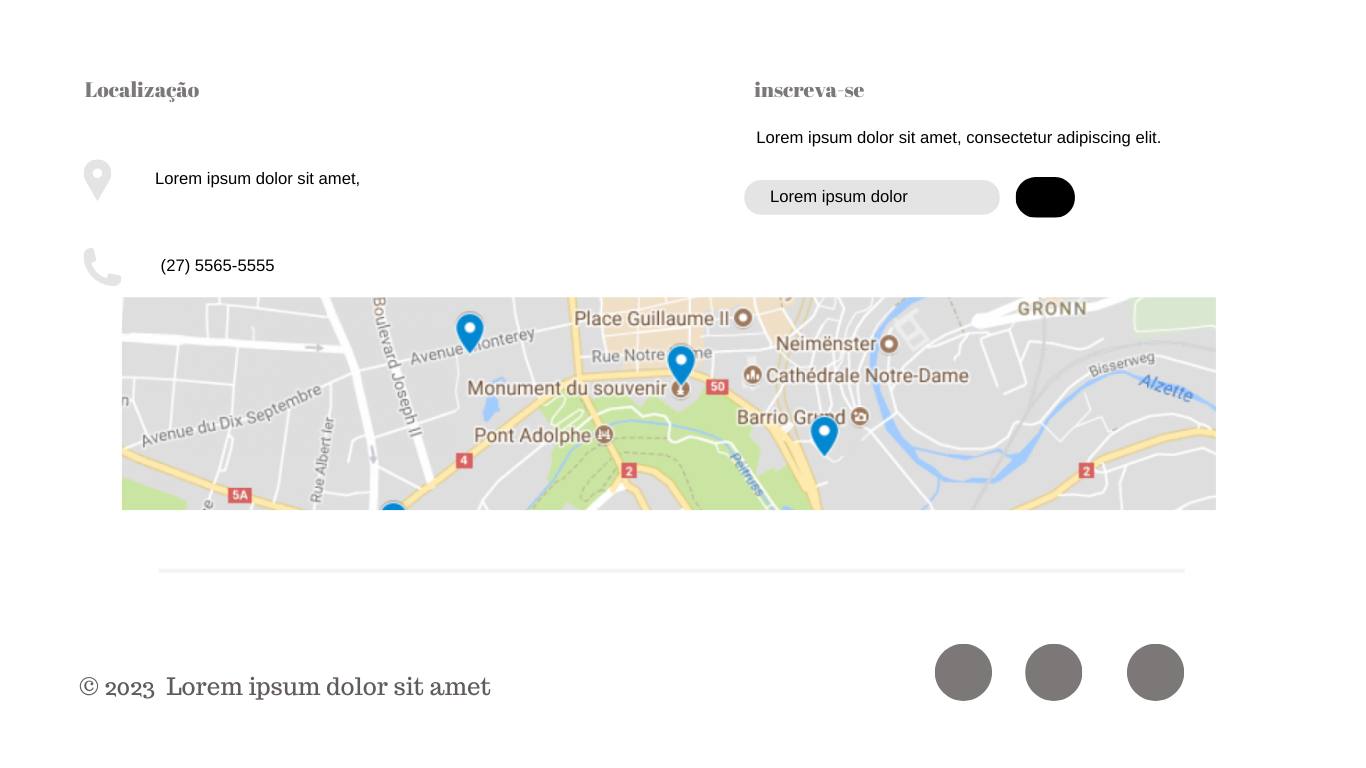 Localização
inscreva-se
Lorem ipsum dolor sit amet, consectetur adipiscing elit.
Lorem ipsum dolor sit amet,
Lorem ipsum dolor
(27) 5565-5555
Boulevard Joseph II
Place Guillaume II
GRONN
Avenue Monterey
Rue Notre
Neimënster
Bisserweg
Alzette
Monument du souvenir
50
Cathédrale Notre-Dame
Avenue du Dix Septembre
Barrio Grund
Pont Adolphe
Rue Albert Ier
4
2
Pétruss
2
5A
© 2023 Lorem ipsum dolor sit amet